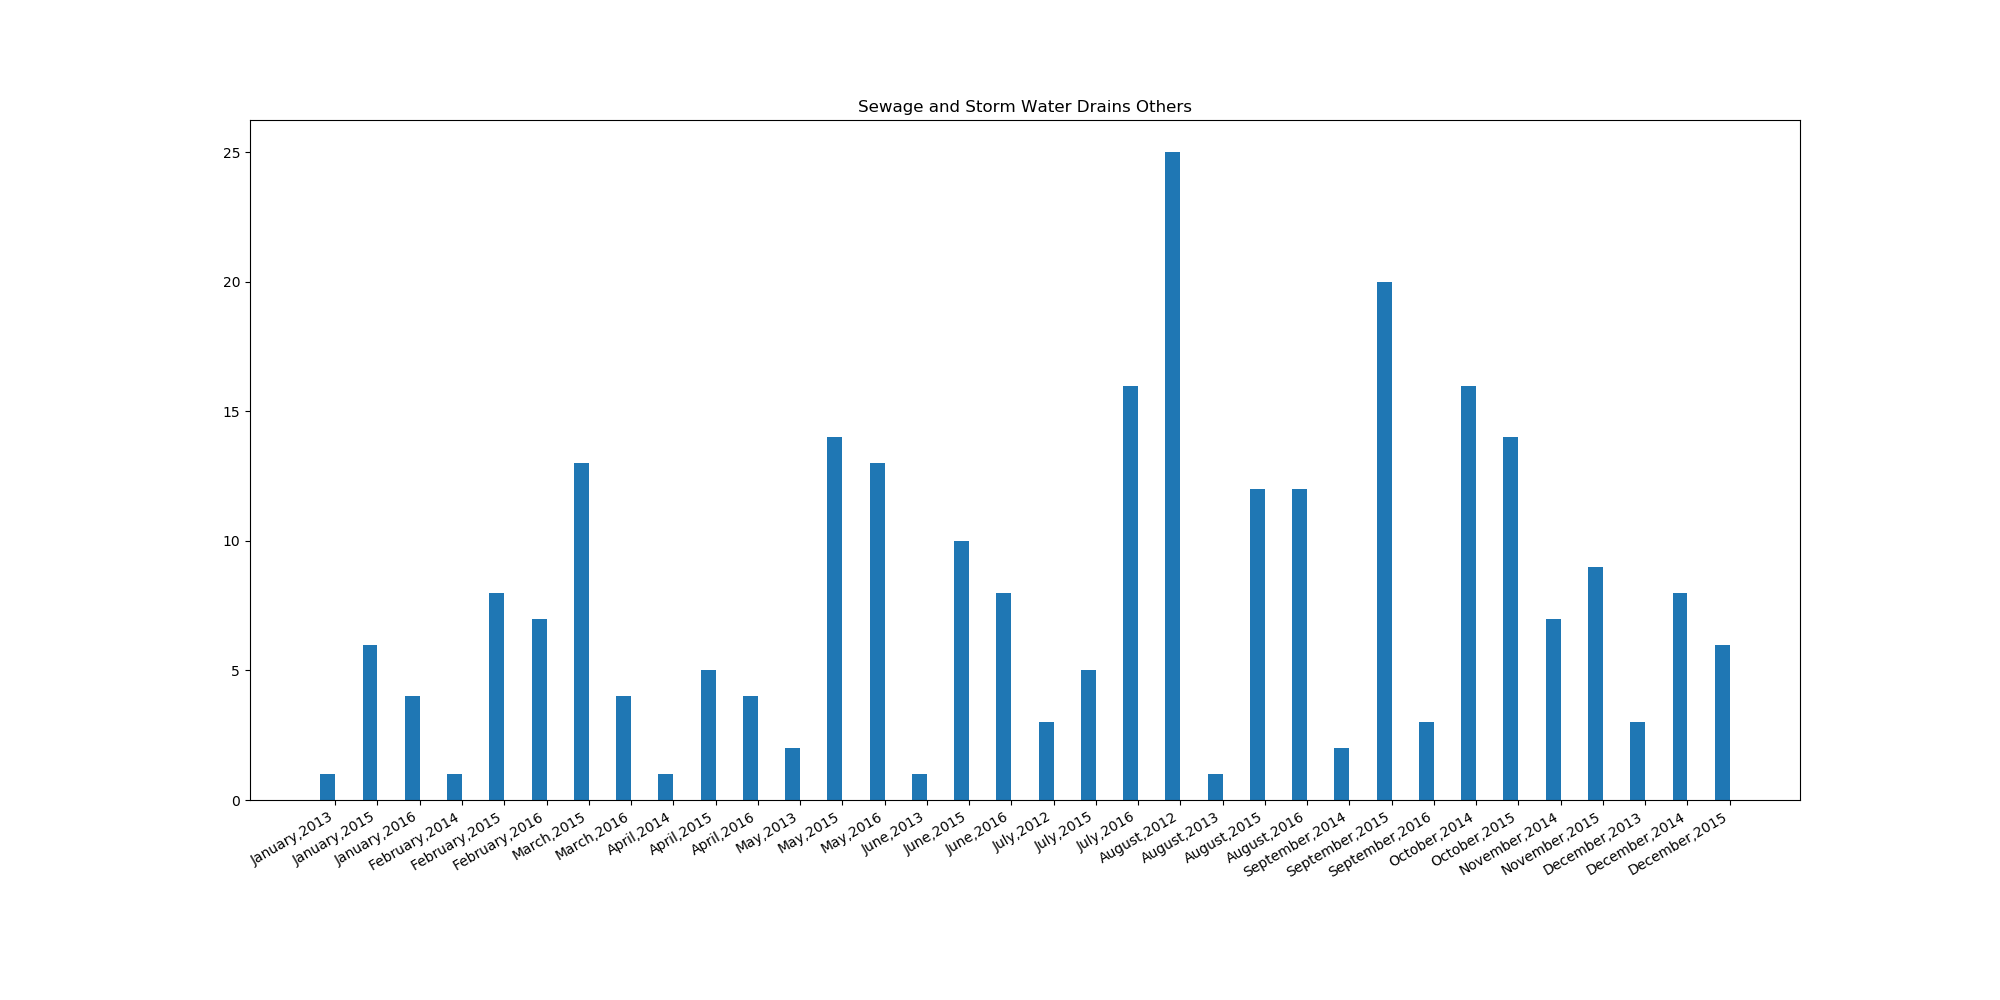 Sewage and Storm Water Drains Others
25
20
15
10
5
0
January,2013
January,2015
January,2016
February,2014
February,2015
February,2016
March,2015
March,2016
April,2014
April,2015
April,2016
May,2013
May,2015
May,2016
June,2013
June,2015
June,2016
July,2012
July,2015
July,2016
August,2012
August,2013
August,2015
August,2016
September,2014
September,2015
September,2016
October,2014
October,2015
November,2014
November,2015
December,2013
December,2014
December,2015